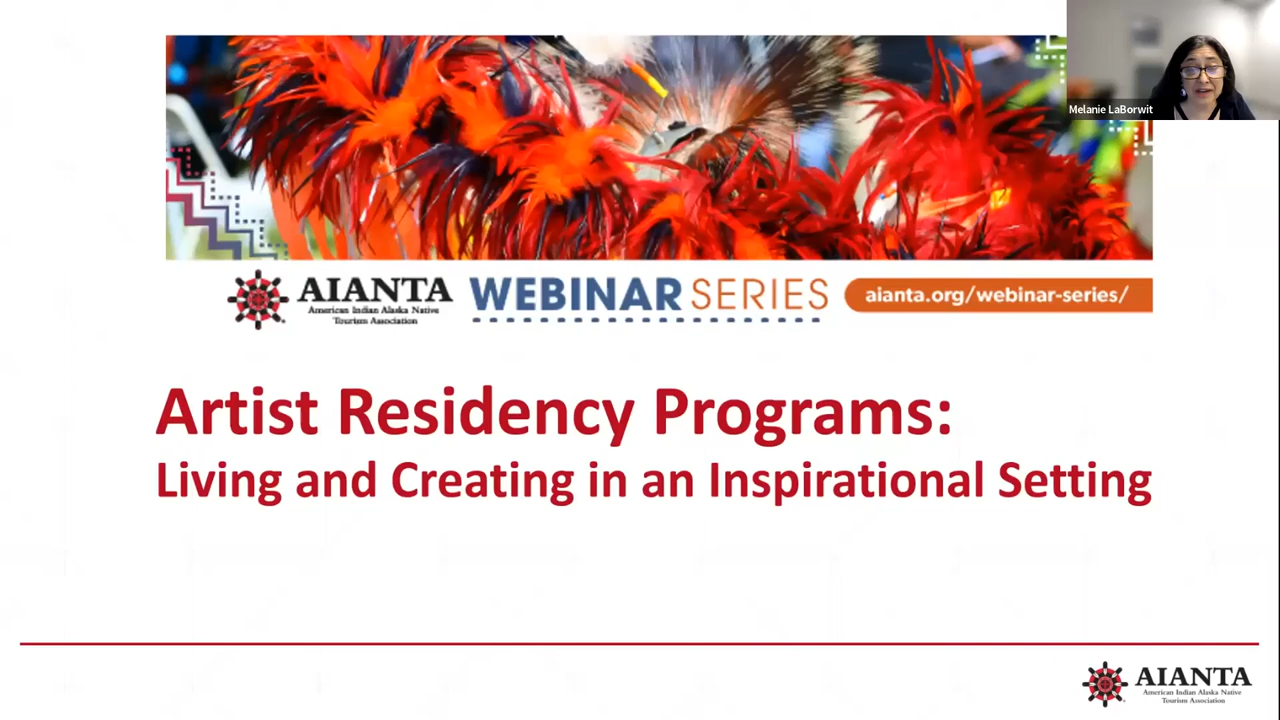 Melanie LaBorwit
AIANTA
American Indian Alaska Native
Tourism Association
WEBINAR SERIES
aianta.org/webinar-series/
Artist Residency Programs:
Living and Creating in an Inspirational Setting
AIANTA
American Indian Alaska Native
Tourism Association